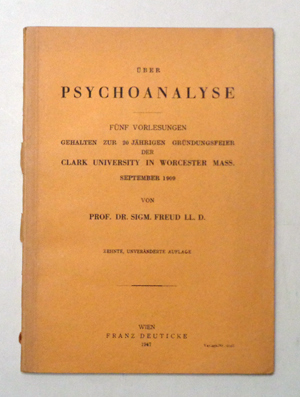 ÜBER
PSYCHOANALYSE
FÜNF VORLESUNGEN
GEHALTEN ZUR 20 JÄHRIGEN GRÜNDUNGSFEIER
DER
CLARK UNIVERSITY IN WORCESTER MASS.
SEPTEMBER 1909
VON
PROF. DR. SIGM. FREUD LL. D.
UNVERÄNDERTE AUFLAGE
WIEN
FRANZ DEUTICKE
1947